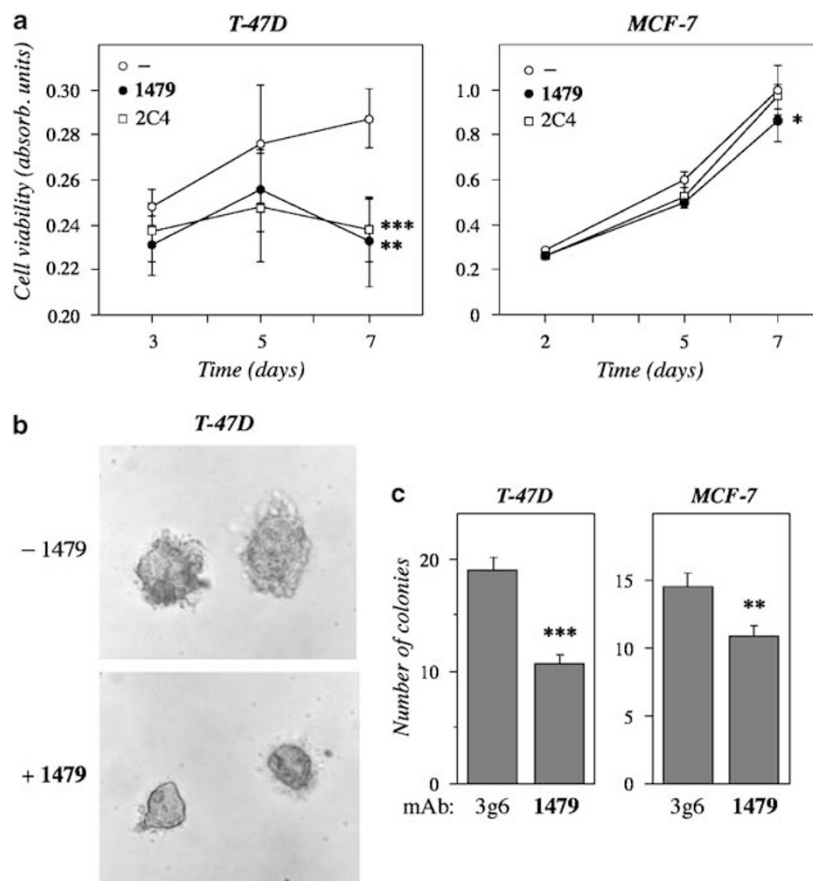 a
T-47D
MCF-7
Cell viability (absorb. units)
0.30
0.28
0.26
0.24
0.22
0.20
–
1479
2C4
***
**
3
5
7
Time (days)
1.0
0.8
0.6
0.4
0.2
0
–
1479
2C4
*
2
5
7
Time (days)
b
T-47D
– 1479
+ 1479
c
T-47D
MCF-7
Number of colonies
20
10
0
***
15
10
5
0
**
mAb: 3g6 1479
3g6 1479